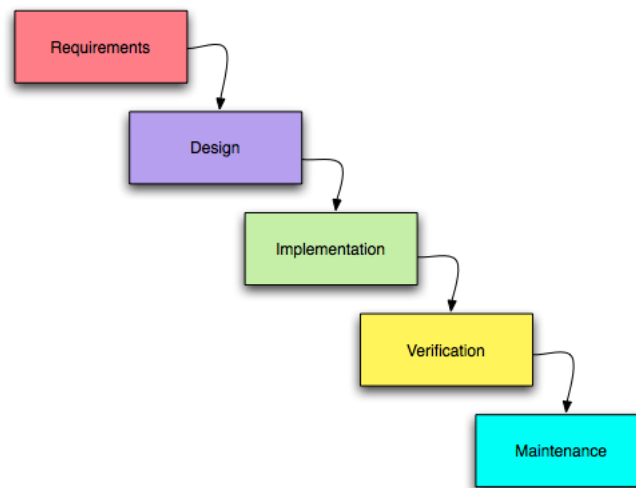 Requirements
Design
Implementation
Verification
Maintenance